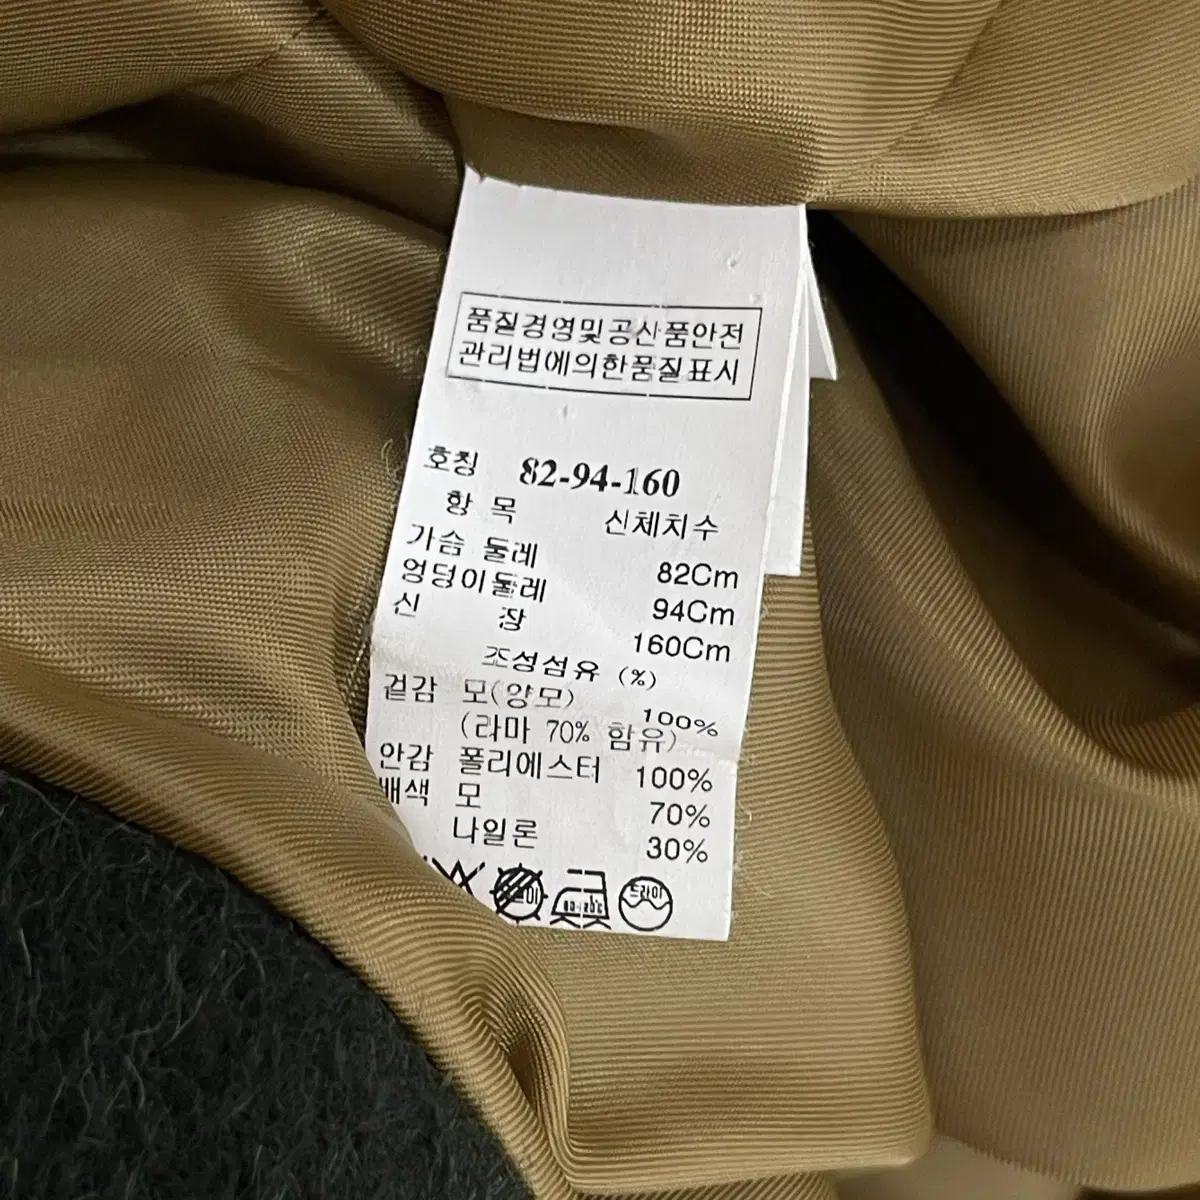 품질경영및공산품안전
관리법에의한품질표시
호칭 82-94-160
항 목 신체치수
가슴 둘레 82Cm
엉덩이둘레 94Cm
신 장 160Cm
조성섬유 (%)
겉감 모(양모) 100%
(라마 70% 함유)
안감 폴리에스터 100%
배색 모 70%
나일론 30%
드라이